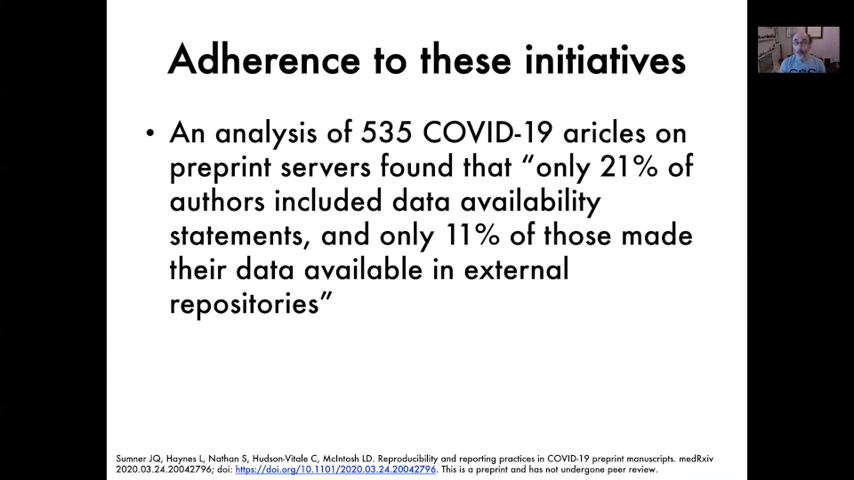 Adherence to these initiatives
• An analysis of 535 COVID-19 aricles on
preprint servers found that “only 21% of
authors included data availability
statements, and only 11% of those made
their data available in external
repositories”
Sumner JQ, Haynes L, Nathan S, Hudson-Vitale C, McIntosh LD. Reproducibility and reporting practices in COVID-19 preprint manuscripts. medRxiv
2020.03.24.20042796; doi: https://doi.org/10.1101/2020.03.24.20042796. This is a preprint and has not undergone peer review.